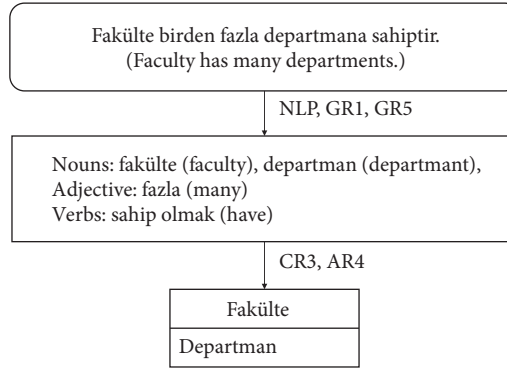 Fakülte birden fazla departmana sahiptir.
(Faculty has many departments.)
NLP, GR1, GR5
Nouns: fakülte (faculty), departman (departmant),
Adjective: fazla (many)
Verbs: sahip olmak (have)
CR3, AR4
Fakülte
Departman